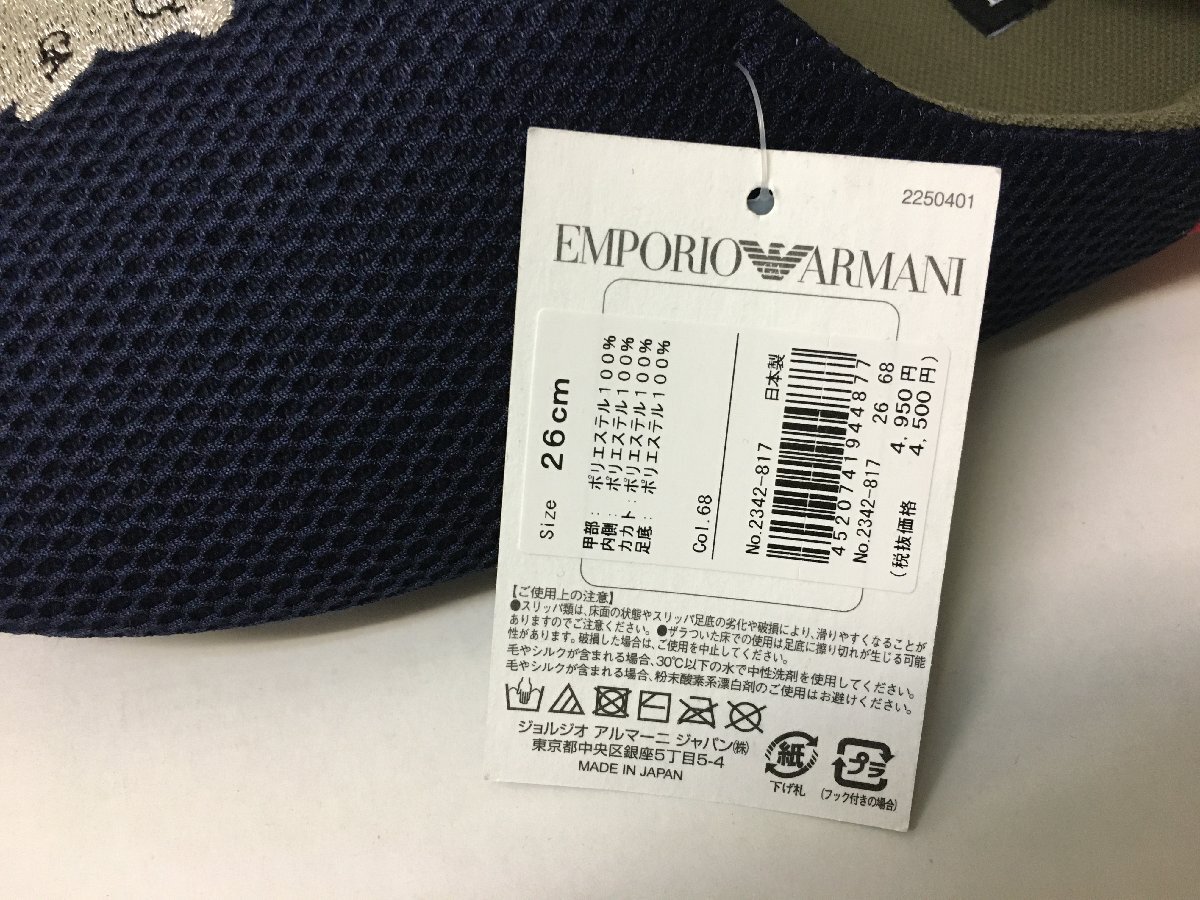 2250401
EMPORIO ARMANI
Size 26cm
甲部： ポリエステル100%
内側： ポリエステル100%
カカト：ポリエステル100%
足底： ポリエステル100%
Col.68
No.2342-817 日本製
4520741944877
No.2342-817 26 68
4,950円
(税抜価格 4,500円)
【ご使用上の注意】
●スリッパ類は、床面の状態やスリッパ足底の劣化や破損により、滑りやすくなることが
ありますのでご注意ください。●ザラついた床での使用は足底に擦り切れが生じる可能
性があります。破損した場合は、ご使用を中止してください。
毛やシルクが含まれる場合、30℃以下の水で中性洗剤を使用してください。
毛やシルクが含まれる場合、粉末酸素系漂白剤のご使用はお避けください。
ジョルジオ アルマーニ ジャパン㈱
東京都中央区銀座5丁目5-4
MADE IN JAPAN
紙
下げ札
プラ
(フック付きの場合)